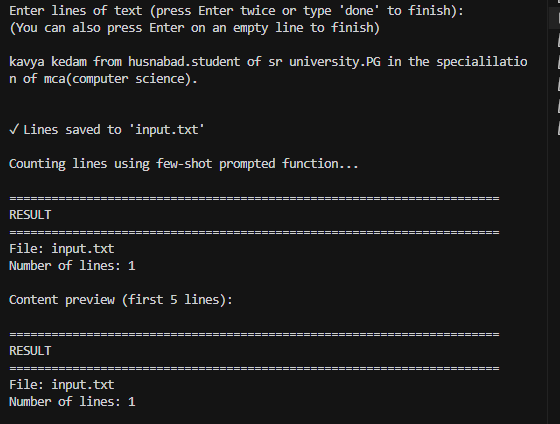 Enter lines of text (press Enter twice or type 'done' to finish):
(You can also press Enter on an empty line to finish)
kavya kedam from husnabad.student of sr university.PG in the specialilatio
n of mca(computer science).
✓ Lines saved to 'input.txt'
Counting lines using few-shot prompted function...
======================================================================
RESULT
======================================================================
File: input.txt
Number of lines: 1
Content preview (first 5 lines):
======================================================================
RESULT
======================================================================
File: input.txt
Number of lines: 1